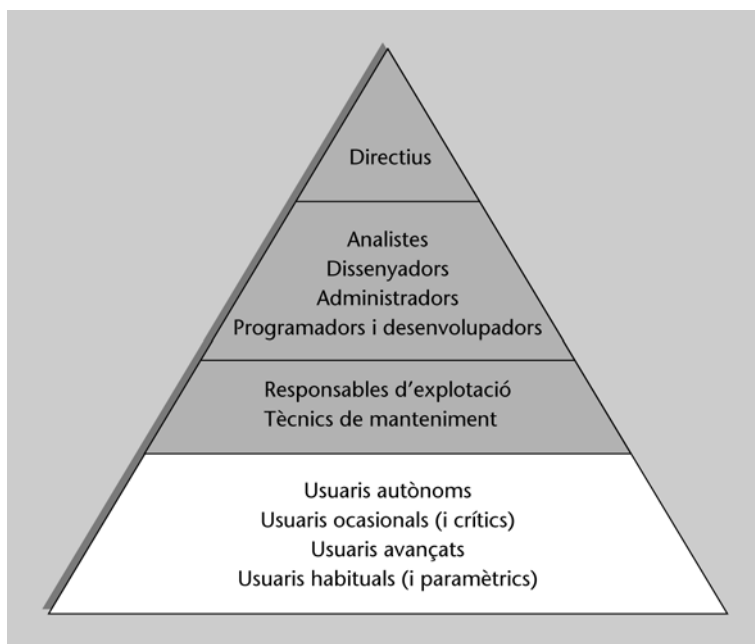 Directius
Analistes
Dissenyadors
Administradors
Programadors i desenvolupadors
Responsables d’explotació
Tècnics de manteniment
Usuaris autònoms
Usuaris ocasionals (i crítics)
Usuaris avançats
Usuaris habituals (i paramètrics)